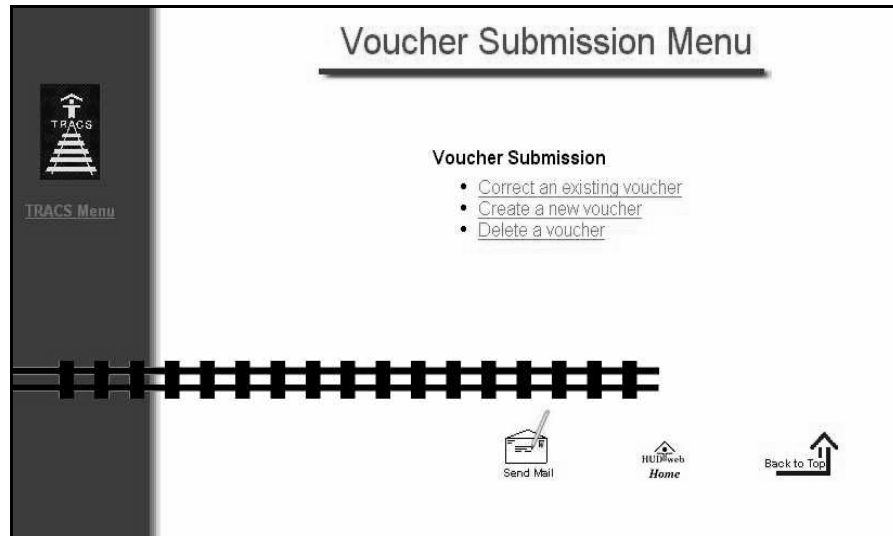 Voucher Submission Menu
TRACS
TRACS Menu
Voucher Submission
• Correct an existing voucher
• Create a new voucher
• Delete a voucher
Send Mail
HUDweb
Home
Back to Top